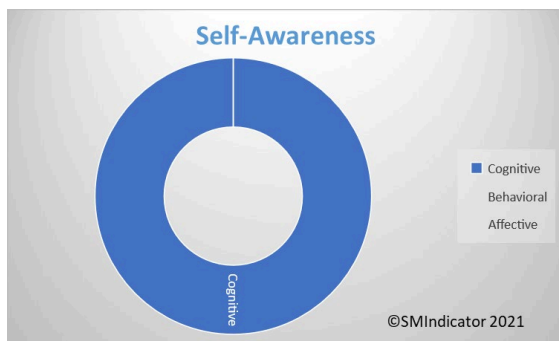 Self-Awareness
Cognitive
Cognitive
Behavioral
Affective
©SMIndicator 2021